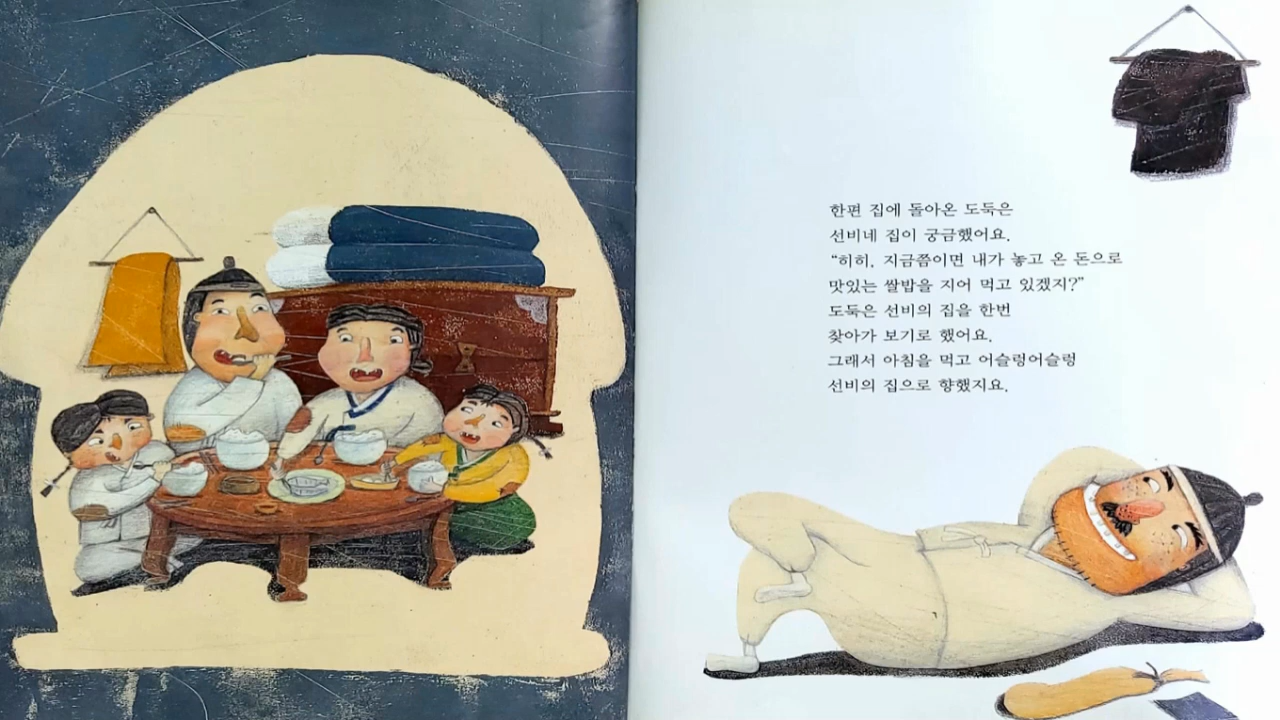 한편 집에 돌아온 도둑은
선비네 집이 궁금했어요.
“히히, 지금쯤이면 내가 놓고 온 돈으로
맛있는 쌀밥을 지어 먹고 있겠지?”
도둑은 선비의 집을 한번
찾아가 보기로 했어요.
그래서 아침을 먹고 어슬렁어슬렁
선비의 집으로 향했지요.